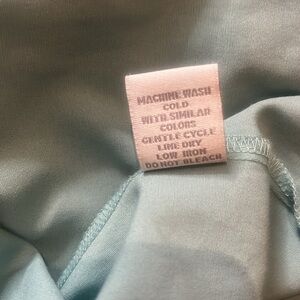 MACHINE WASH
COLD
WITH SIMILAR
COLORS
GENTLE CYCLE
LINE DRY
LOW IRON
DO NOT BLEACH